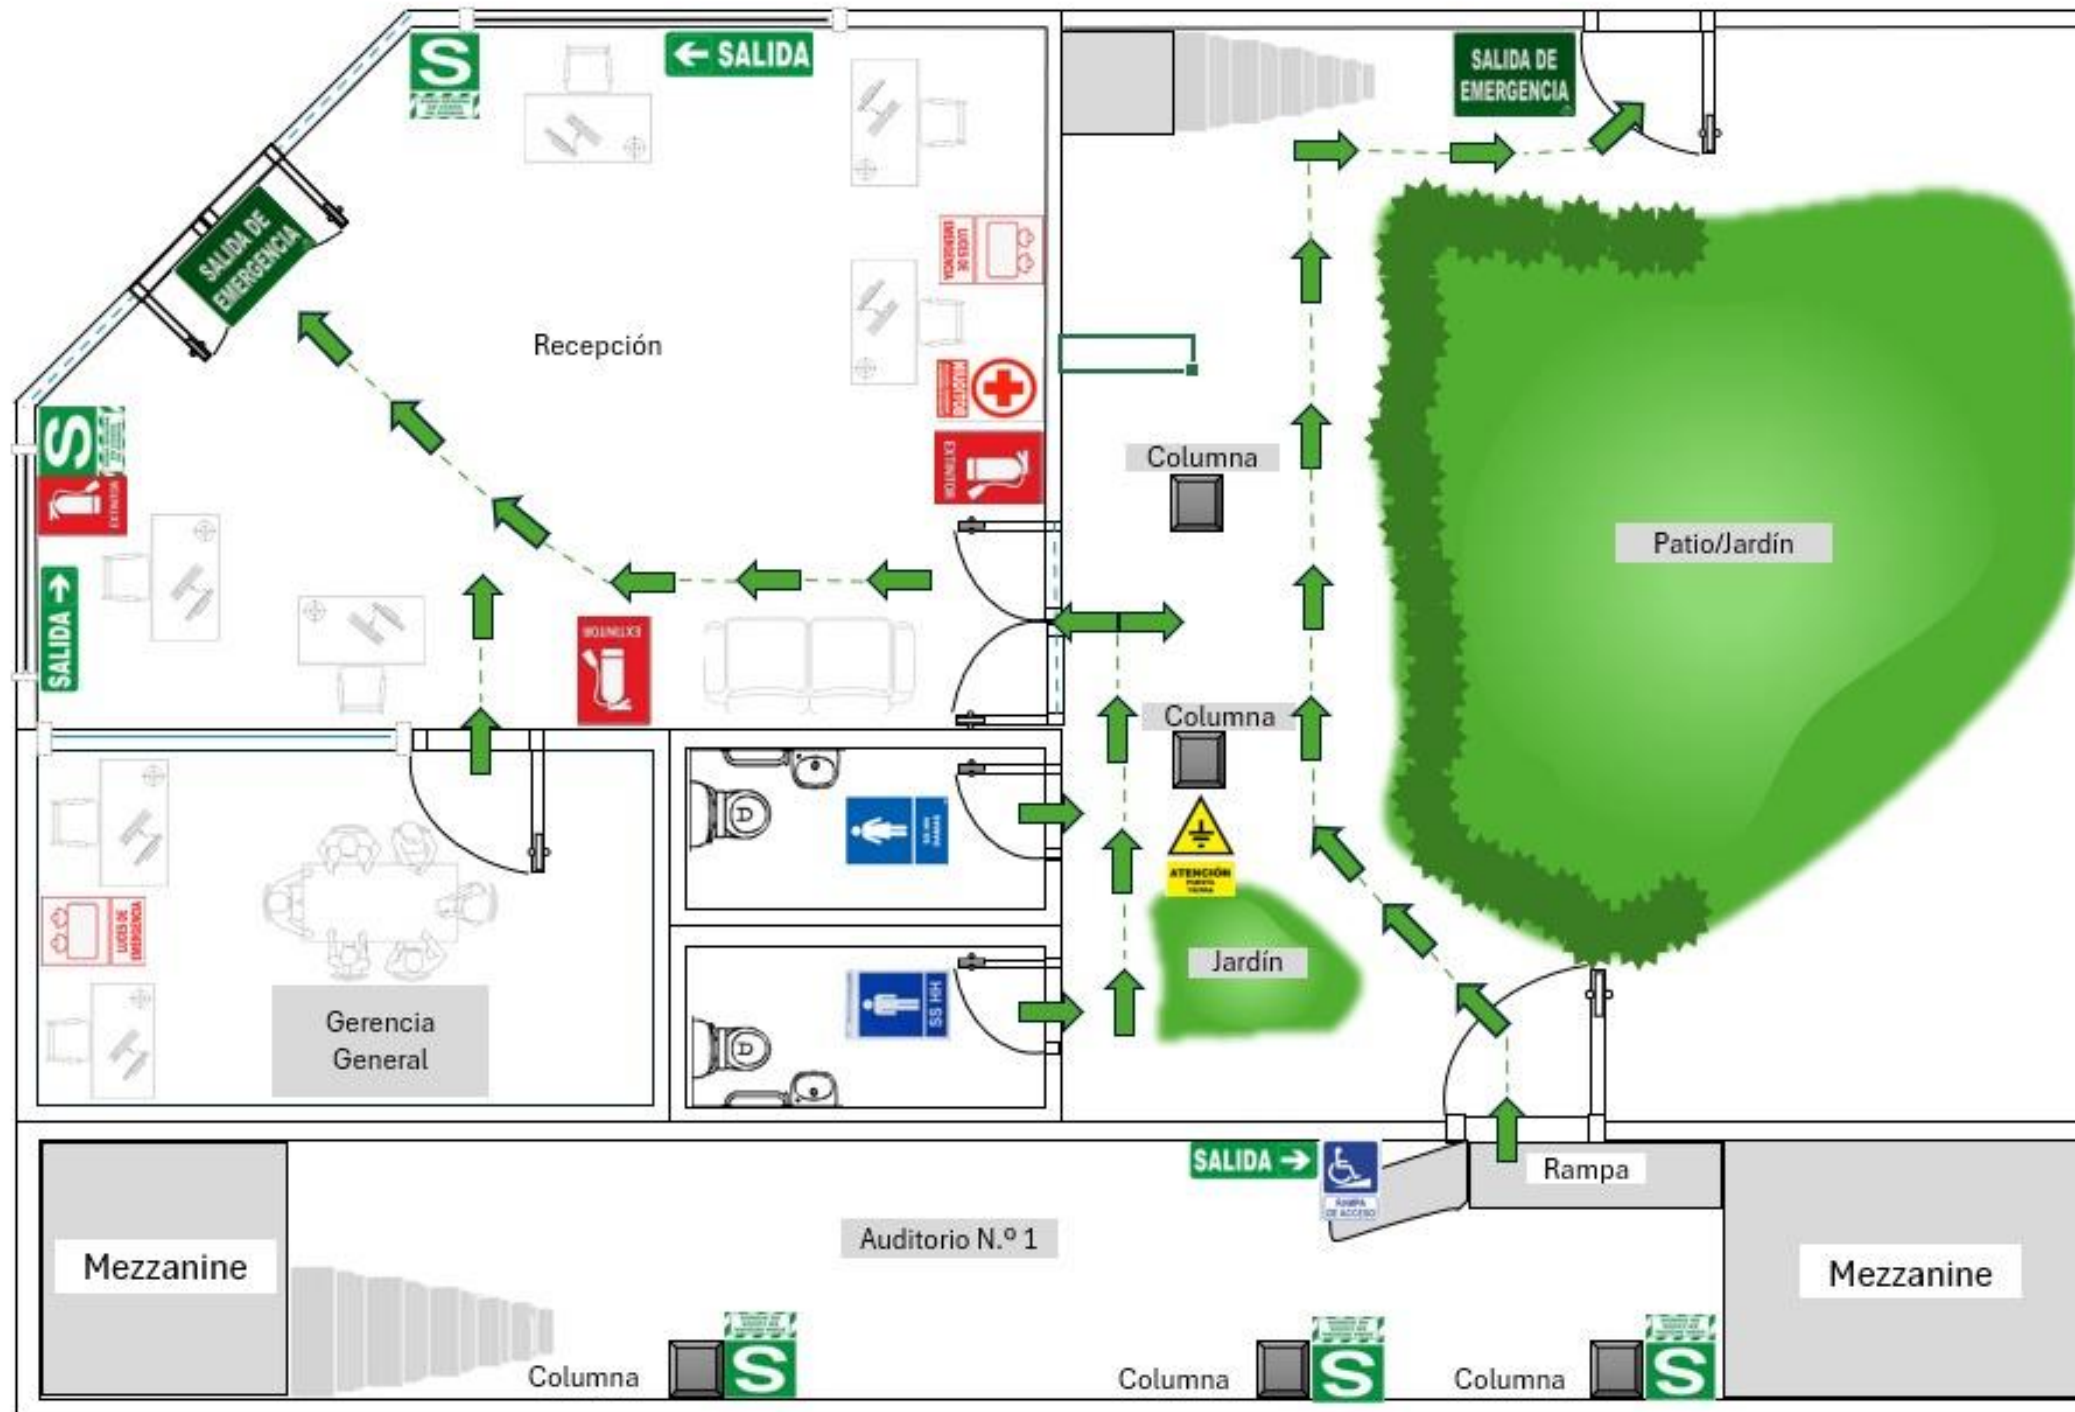 S
← SALIDA
SALIDA DE
EMERGENCIA
SALIDA DE
EMERGENCIA
LUCES DE
EMERGENCIA
Recepción
BOTIQUIN
S
EXTINTOR
EXTINTOR
Columna
Patio/Jardín
SALIDA →
EXTINTOR
Columna
ATENCIÓN
LUCES DE
EMERGENCIA
Jardín
SS HH
Gerencia
General
SALIDA →
RAMPA
DE ACCESO
Rampa
Auditorio N.º 1
Mezzanine
Mezzanine
Columna
S
Columna
S
Columna
S